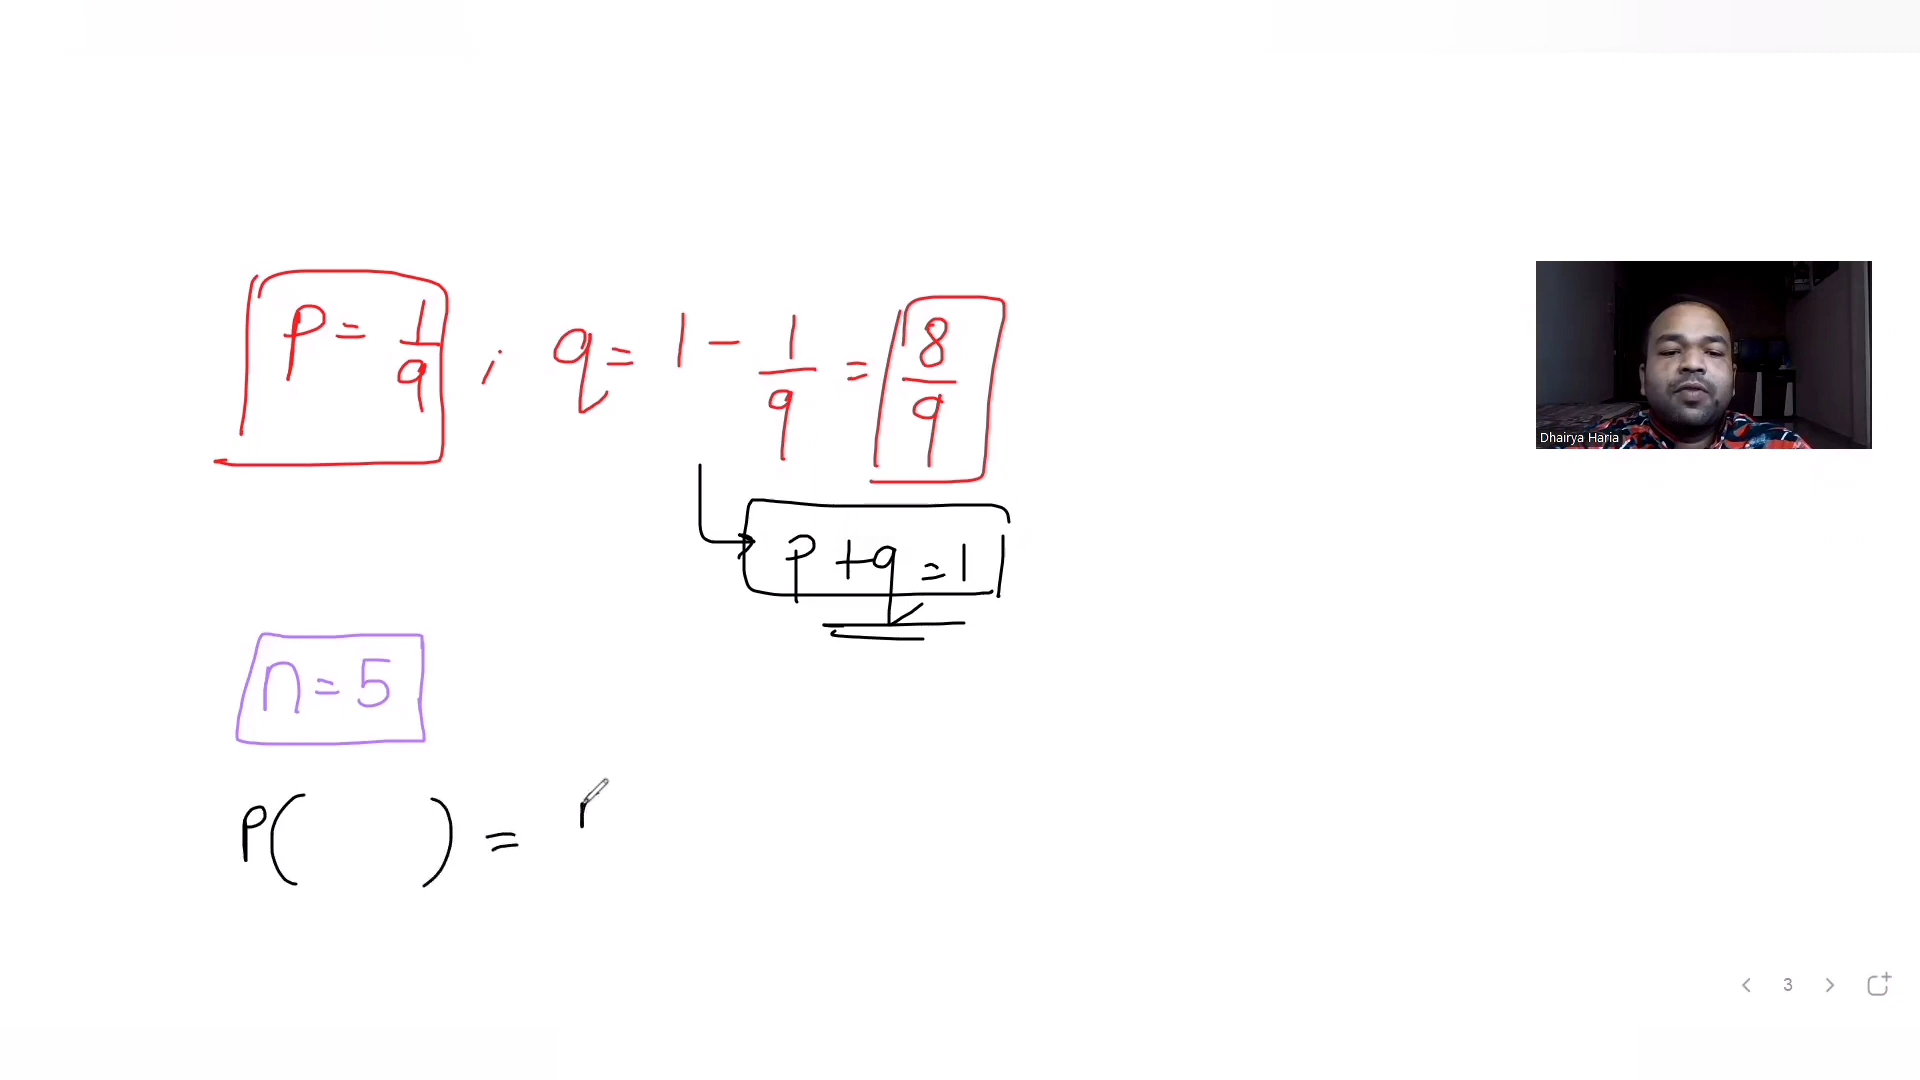 p = 1/9 ; q = 1 - 1/9 = 8/9
p + q = 1
n = 5
P( ) =
Dhairya Haria
3